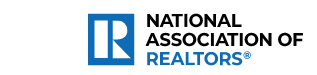 R
NATIONAL
ASSOCIATION OF
REALTORS®